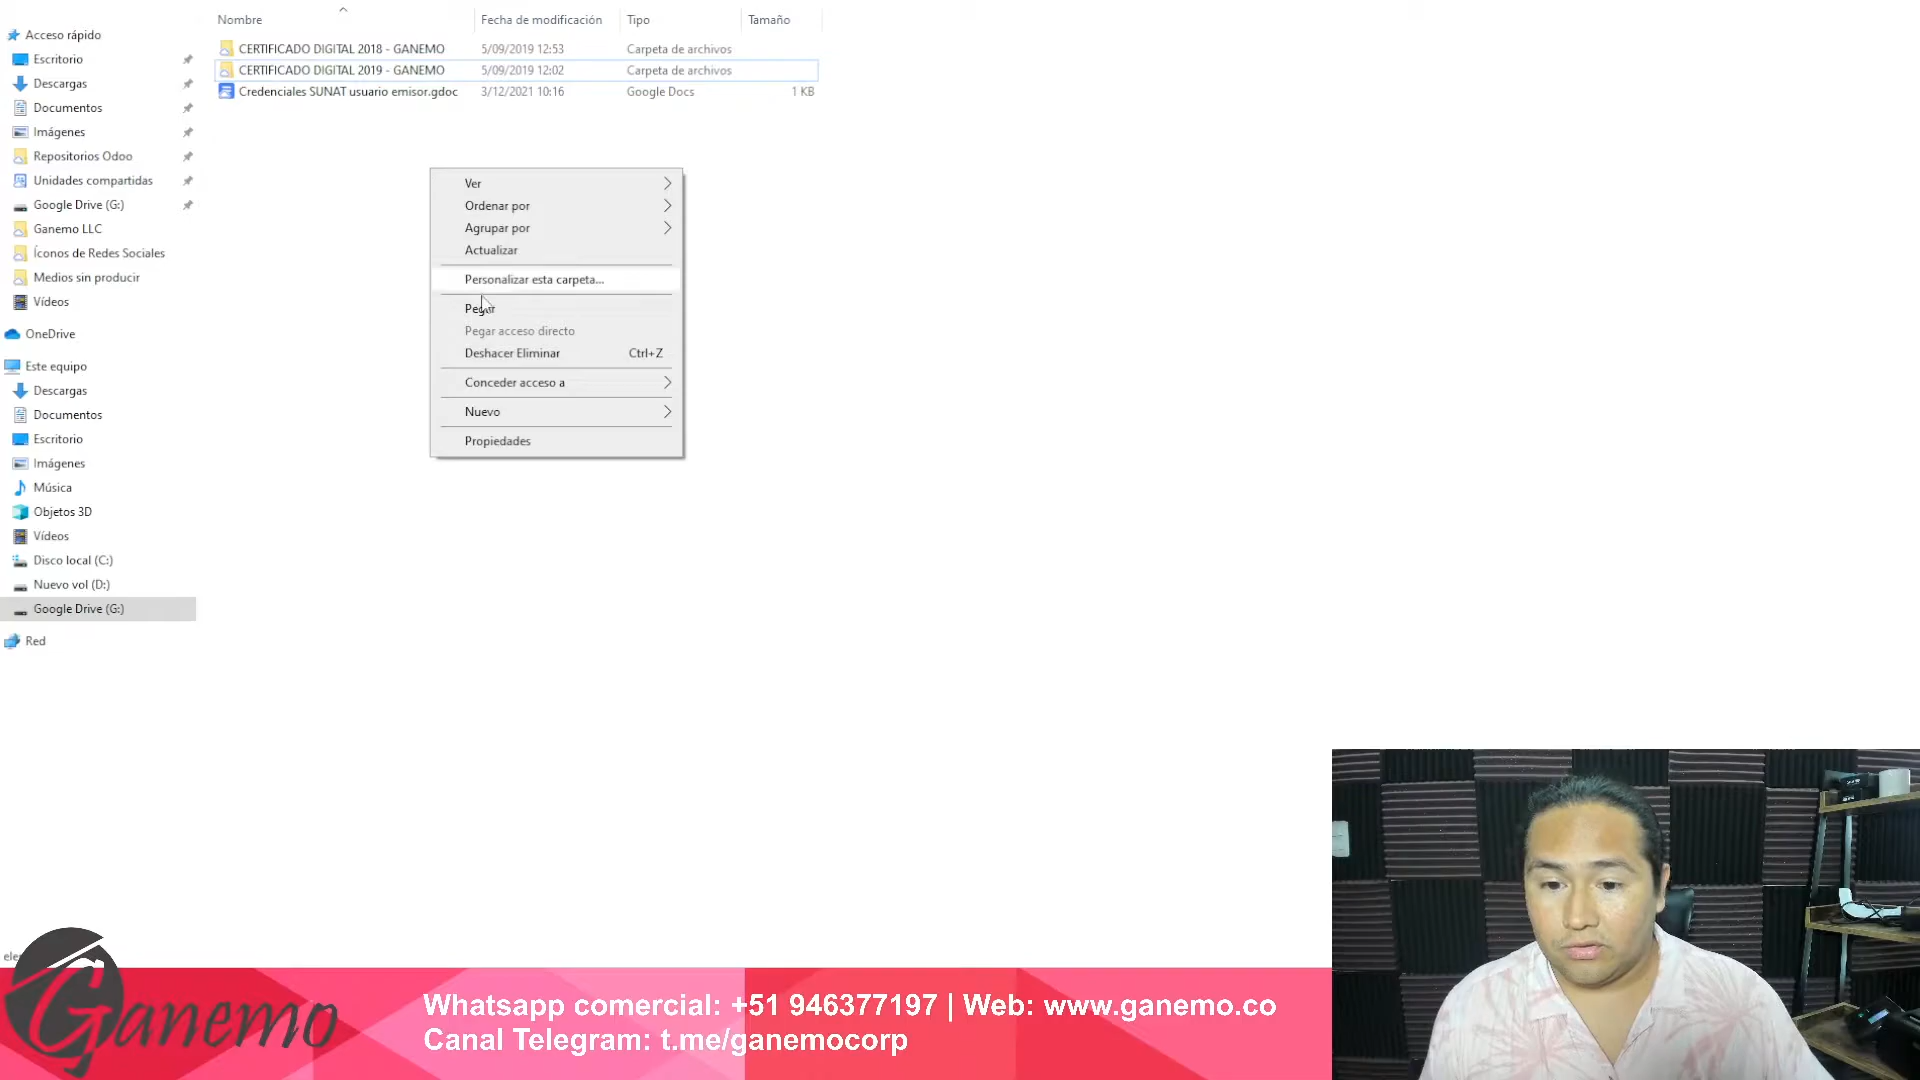 Nombre Fecha de modificación Tipo Tamaño
CERTIFICADO DIGITAL 2018 - GANEMO 5/09/2019 12:53 Carpeta de archivos
CERTIFICADO DIGITAL 2019 - GANEMO 5/09/2019 12:02 Carpeta de archivos
Credenciales SUNAT usuario emisor.gdoc 3/12/2021 10:16 Google Docs 1 KB
Acceso rápido
Escritorio
Descargas
Documentos
Imágenes
Repositorios Odoo
Unidades compartidas
Google Drive (G:)
Ganemo LLC
Íconos de Redes Sociales
Medios sin producir
Vídeos
OneDrive
Este equipo
Descargas
Documentos
Escritorio
Imágenes
Música
Objetos 3D
Vídeos
Disco local (C:)
Nuevo vol (D:)
Google Drive (G:)
Red
Ver
Ordenar por
Agrupar por
Actualizar
Personalizar esta carpeta...
Pegar
Pegar acceso directo
Deshacer Eliminar Ctrl+Z
Conceder acceso a
Nuevo
Propiedades
Ganemo
Whatsapp comercial: +51 946377197 | Web: www.ganemo.co
Canal Telegram: t.me/ganemocorp